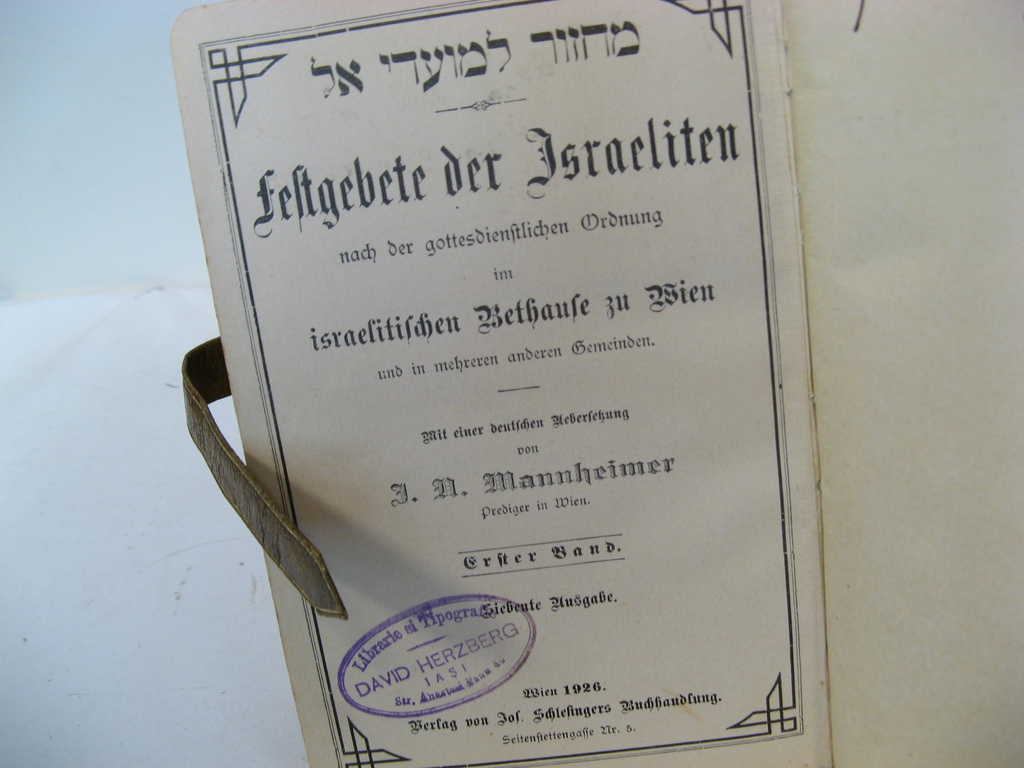 מחזור למועדי אל
Festgebete der Israeliten
nach der gottesdienstlichen Ordnung
im
israelitischen Bethause zu Wien
und in mehreren anderen Gemeinden.
Mit einer deutschen Uebersetzung
von
J. N. Mannheimer
Prediger in Wien.
Erster Band.
Siebente Ausgabe.
Librarie si Tipografie
DAVID HERZBERG
IASI
Str.
Wien 1926.
Verlag von Jos. Schlesingers Buchhandlung.
Seitenstettengasse Nr. 5.